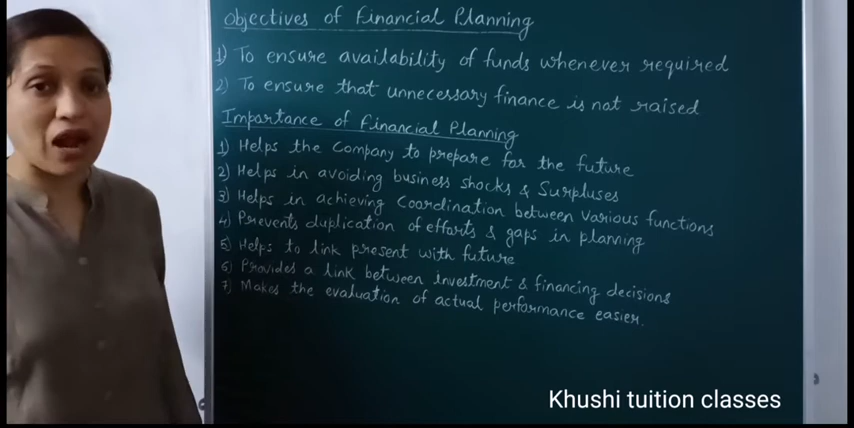 Objectives of Financial Planning
1) To ensure availability of funds whenever required
2) To ensure that unnecessary finance is not raised
Importance of Financial Planning
1) Helps the Company to prepare for the future
2) Helps in avoiding business shocks & Surpluses
3) Helps in achieving Coordination between various functions
4) Prevents duplication of efforts & gaps in planning
5) Helps to link present with future
6) Provides a link between investment & financing decisions
7) Makes the evaluation of actual performance easier.
Khushi tuition classes